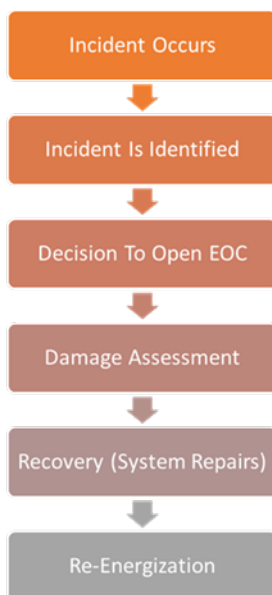 Incident Occurs
Incident Is Identified
Decision To Open EOC
Damage Assessment
Recovery (System Repairs)
Re-Energization